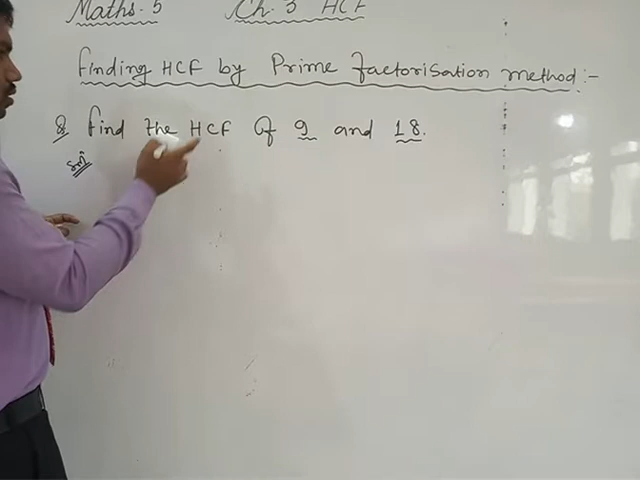 Maths. 5 Ch. 3 HCF
Finding HCF by Prime Factorisation method :-
Q Find the HCF Of 9 and 18.
Sol